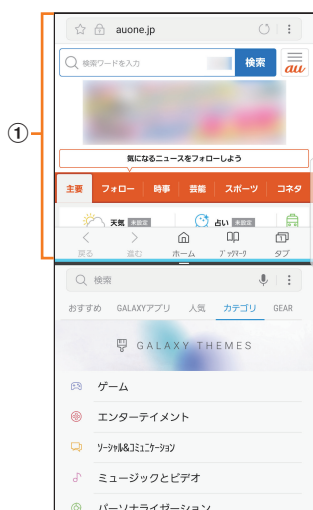 ①
auone.jp
検索ワードを入力 検索 au
気になるニュースをフォローしよう
主要 フォロー 時事 芸能 スポーツ コネタ
天気 未設定 占い 未設定
戻る 進む ホーム ブックマーク タブ
検索
おすすめ GALAXYアプリ 人気 カテゴリ GEAR
GALAXY THEMES
ゲーム
エンターテイメント
ソーシャル&コミュニケーション
ミュージックとビデオ
パーソナライゼーション